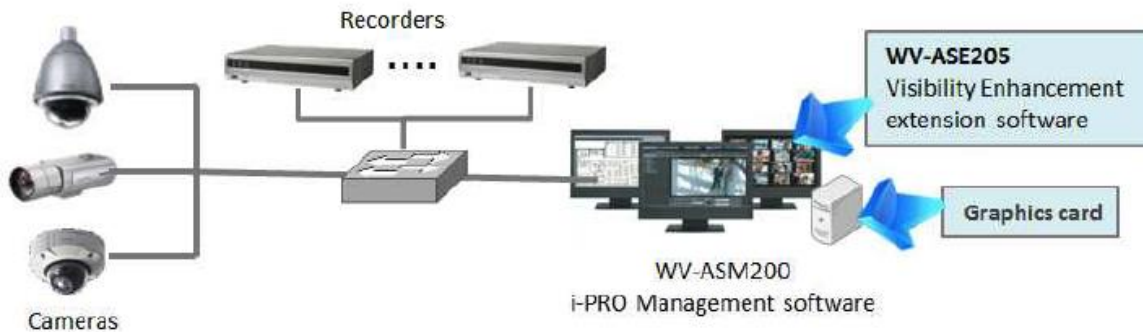 Recorders
WV-ASE205
Visibility Enhancement
extension software
Graphics card
WV-ASM200
i-PRO Management software
Cameras